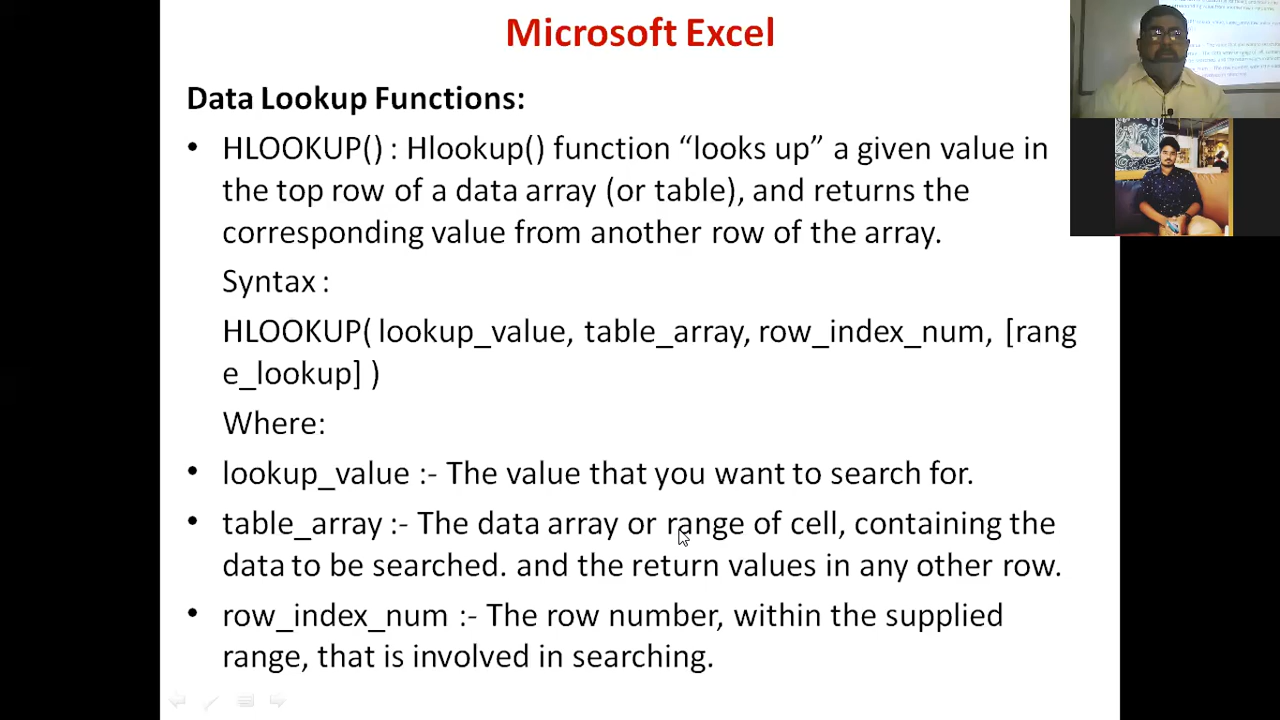 Microsoft Excel
Data Lookup Functions:
• HLOOKUP() : Hlookup() function “looks up” a given value in
the top row of a data array (or table), and returns the
corresponding value from another row of the array.
Syntax :
HLOOKUP( lookup_value, table_array, row_index_num, [rang
e_lookup] )
Where:
• lookup_value :- The value that you want to search for.
• table_array :- The data array or range of cell, containing the
data to be searched. and the return values in any other row.
• row_index_num :- The row number, within the supplied
range, that is involved in searching.